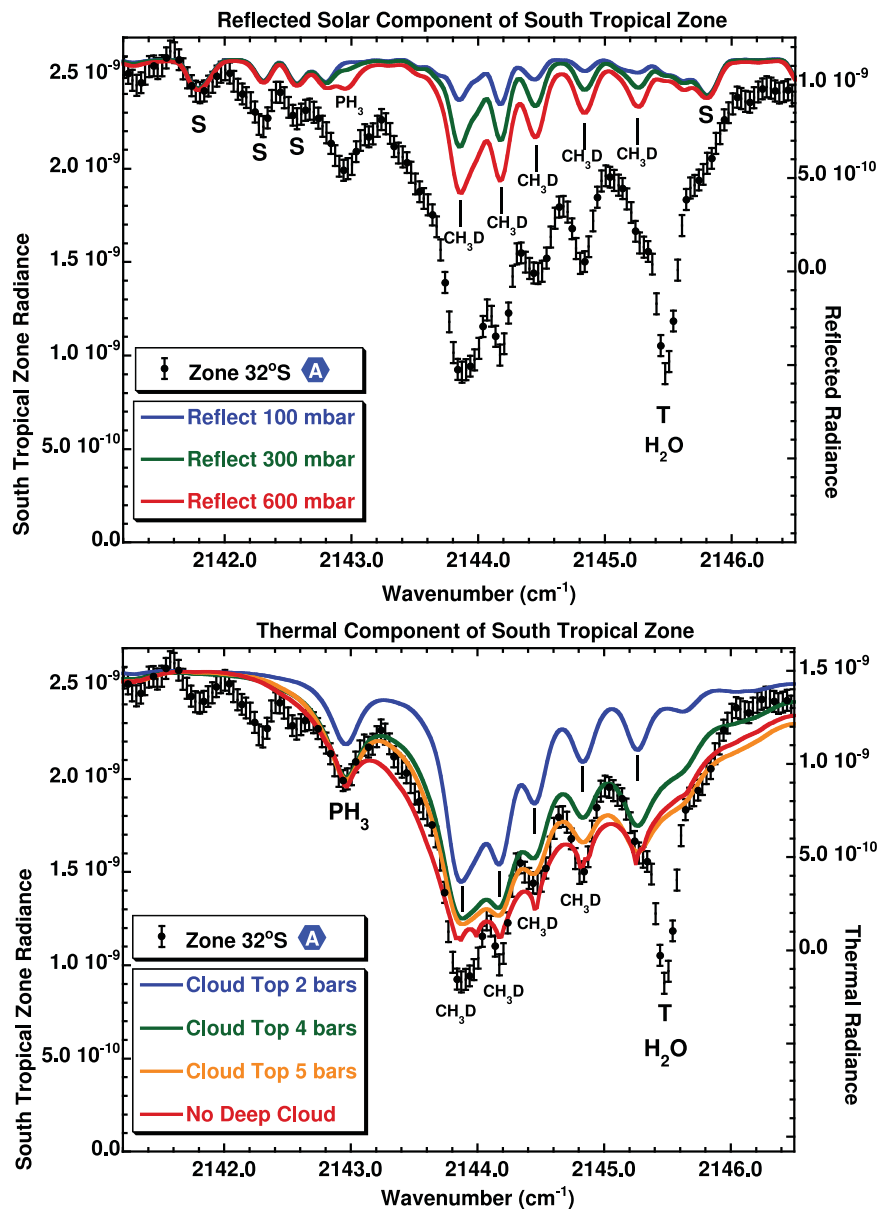 Reflected Solar Component of South Tropical Zone
2.5 10⁻⁹
2.0 10⁻⁹
1.5 10⁻⁹
1.0 10⁻⁹
5.0 10⁻¹⁰
0.0
South Tropical Zone Radiance
1.0 10⁻⁹
5.0 10⁻¹⁰
0.0
Reflected Radiance
S
S
S
PH₃
CH₃D
CH₃D
CH₃D
CH₃D
CH₃D
S
T
H₂O
Zone 32°S A
Reflect 100 mbar
Reflect 300 mbar
Reflect 600 mbar
2142.0 2143.0 2144.0 2145.0 2146.0
Wavenumber (cm⁻¹)
Thermal Component of South Tropical Zone
2.5 10⁻⁹
2.0 10⁻⁹
1.5 10⁻⁹
1.0 10⁻⁹
5.0 10⁻¹⁰
0.0
South Tropical Zone Radiance
1.5 10⁻⁹
1.0 10⁻⁹
5.0 10⁻¹⁰
0.0
Thermal Radiance
PH₃
CH₃D
CH₃D
CH₃D
CH₃D
T
H₂O
Zone 32°S A
Cloud Top 2 bars
Cloud Top 4 bars
Cloud Top 5 bars
No Deep Cloud
2142.0 2143.0 2144.0 2145.0 2146.0
Wavenumber (cm⁻¹)